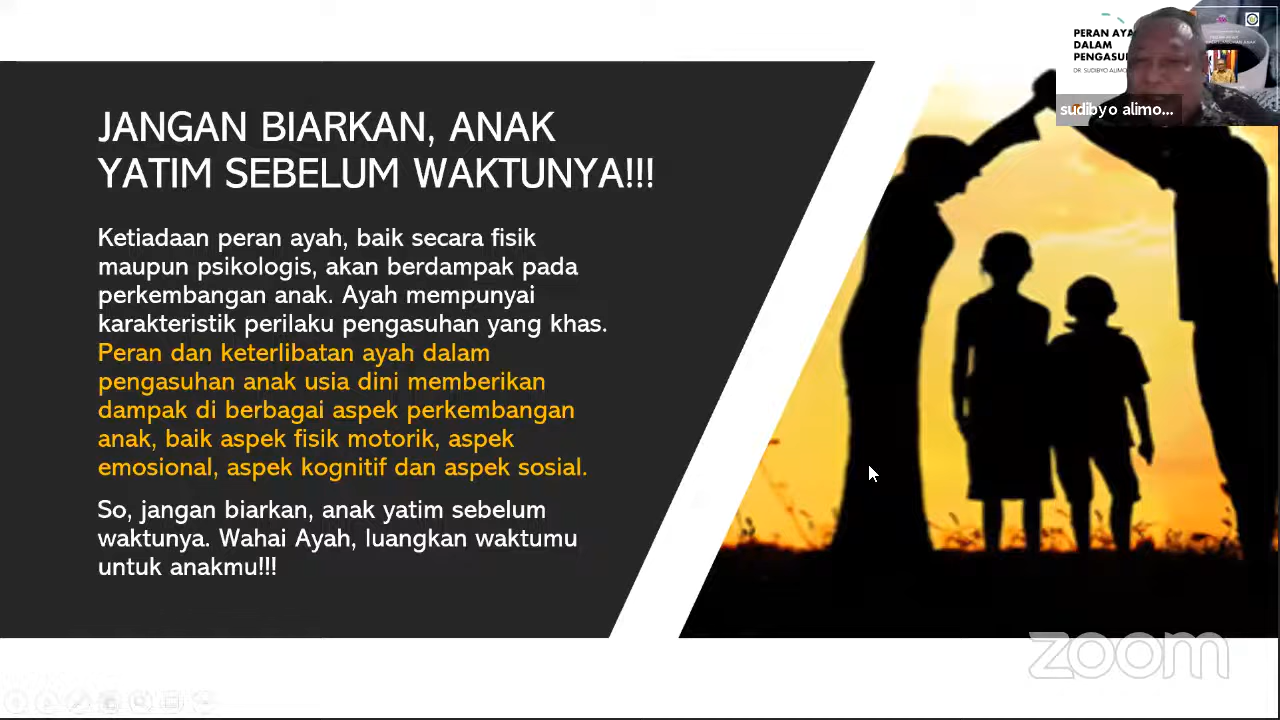 JANGAN BIARKAN, ANAK
YATIM SEBELUM WAKTUNYA!!!
Ketiadaan peran ayah, baik secara fisik
maupun psikologis, akan berdampak pada
perkembangan anak. Ayah mempunyai
karakteristik perilaku pengasuhan yang khas.
Peran dan keterlibatan ayah dalam
pengasuhan anak usia dini memberikan
dampak di berbagai aspek perkembangan
anak, baik aspek fisik motorik, aspek
emosional, aspek kognitif dan aspek sosial.
So, jangan biarkan, anak yatim sebelum
waktunya. Wahai Ayah, luangkan waktumu
untuk anakmu!!!
PERAN AYA
DALAM
PENGASU
DR. SUDIBYO ALIMO
sudibyo alimo...
zoom